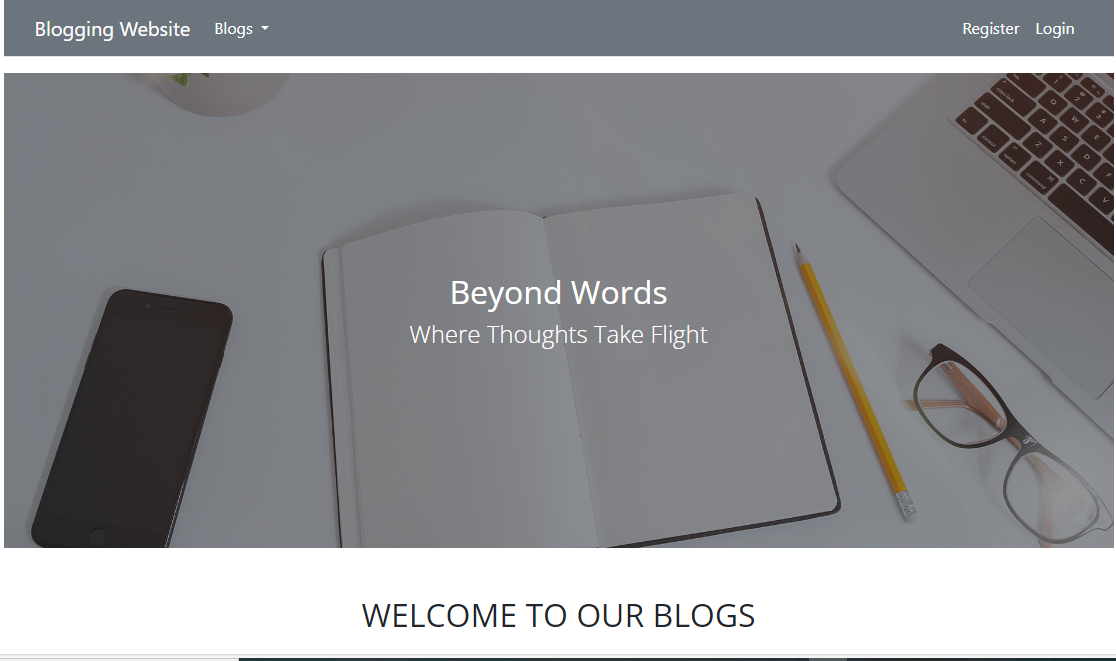 Blogging Website Blogs Register Login
Beyond Words
Where Thoughts Take Flight
WELCOME TO OUR BLOGS